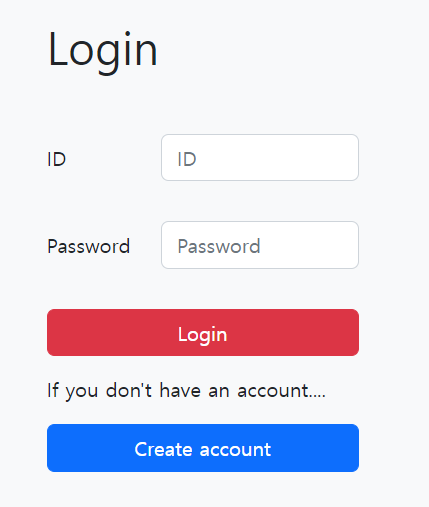 Login
ID ID
Password Password
Login
If you don't have an account....
Create account